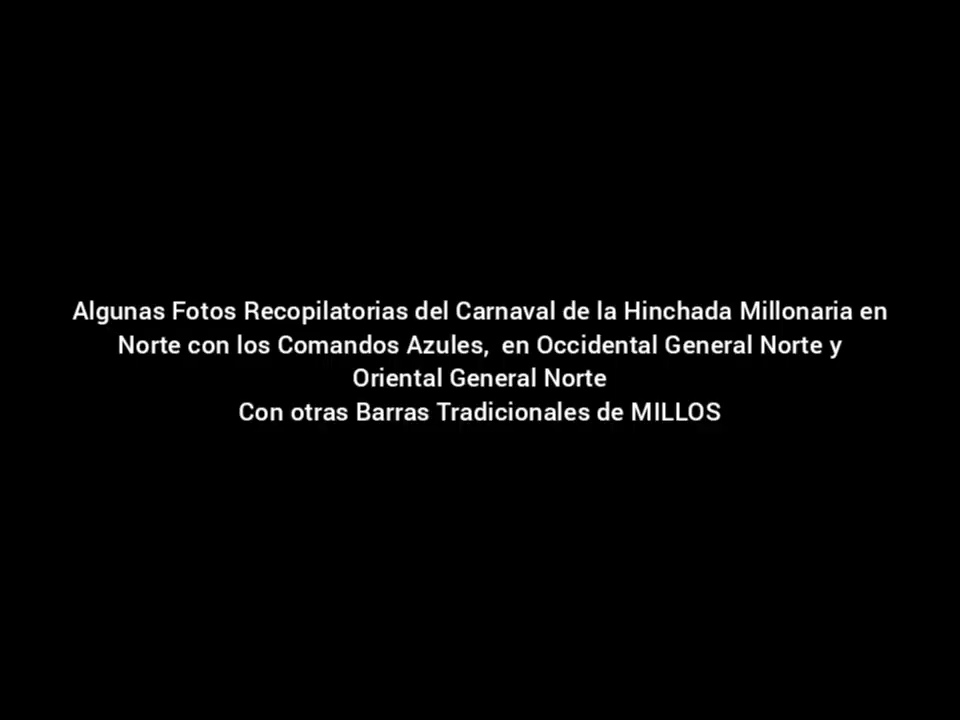 Algunas Fotos Recopilatorias del Carnaval de la Hinchada Millonaria en
Norte con los Comandos Azules,  en Occidental General Norte y
Oriental General Norte
Con otras Barras Tradicionales de MILLOS